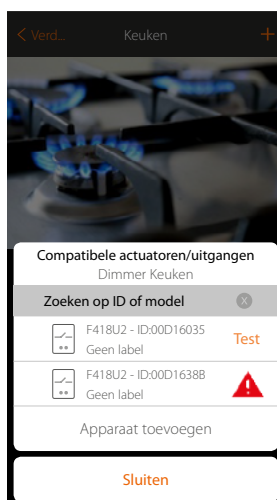 Verd...
Keuken
Compatibele actuatoren/uitgangen
Dimmer Keuken
Zoeken op ID of model
F418U2 - ID:00D16035
Geen label
Test
F418U2 - ID:00D1638B
Geen label
Apparaat toevoegen
Sluiten